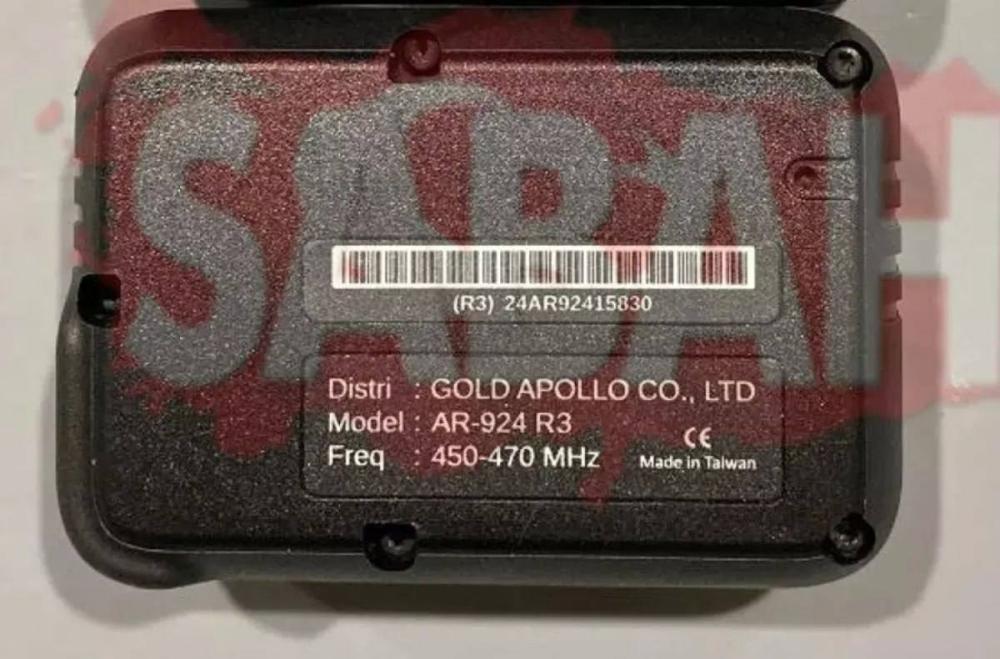 SABAH
(R3) 24AR92415830
Distri : GOLD APOLLO CO., LTD
Model : AR-924 R3
Freq : 450-470 MHz
CE
Made in Taiwan